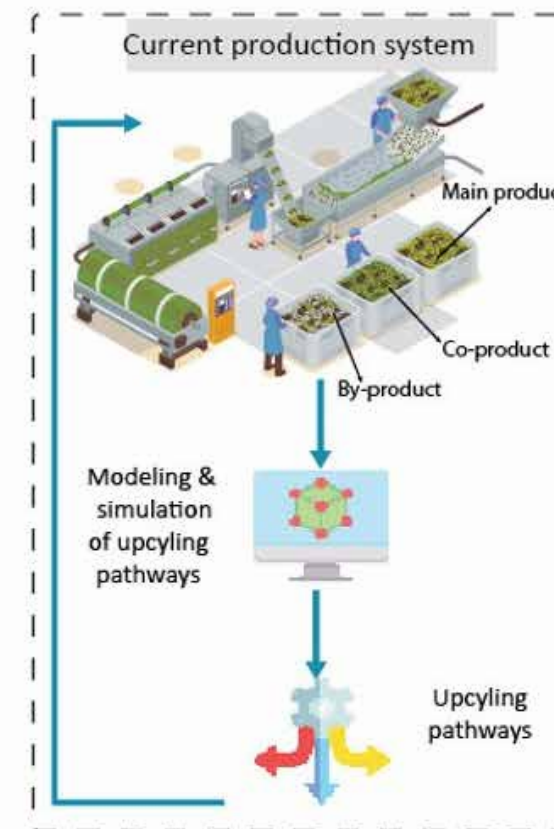 Current production system
Main produc
Co-product
By-product
Modeling &
simulation
of upcyling
pathways
Upcyling
pathways